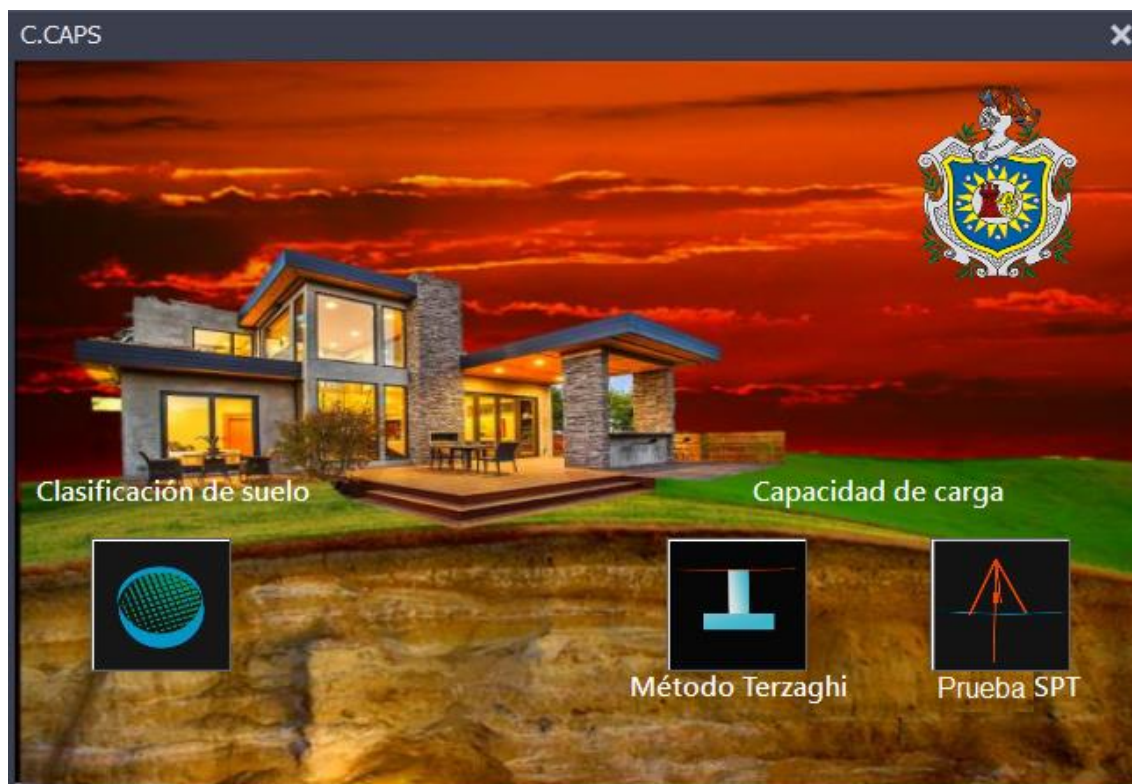 C.CAPS
Clasificación de suelo
Capacidad de carga
Método Terzaghi
Prueba SPT